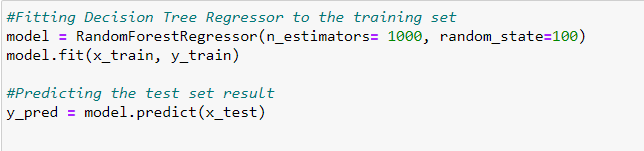 #Fitting Decision Tree Regressor to the training set
model = RandomForestRegressor(n_estimators= 1000, random_state=100)
model.fit(x_train, y_train)
#Predicting the test set result
y_pred = model.predict(x_test)